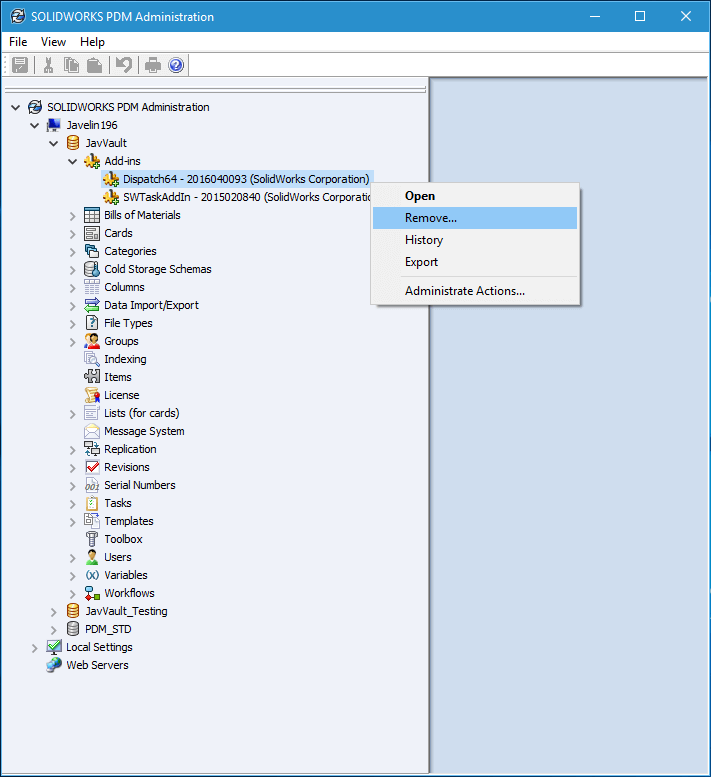 SOLIDWORKS PDM Administration
File View Help
SOLIDWORKS PDM Administration
Javelin196
JavVault
Add-ins
Dispatch64 - 2016040093 (SolidWorks Corporation)
SWTaskAddIn - 2015020840 (SolidWorks Corporatio
Open
Remove...
History
Export
Administrate Actions...
Bills of Materials
Cards
Categories
Cold Storage Schemas
Columns
Data Import/Export
File Types
Groups
Indexing
Items
License
Lists (for cards)
Message System
Replication
Revisions
Serial Numbers
Tasks
Templates
Toolbox
Users
Variables
Workflows
JavVault_Testing
PDM_STD
Local Settings
Web Servers